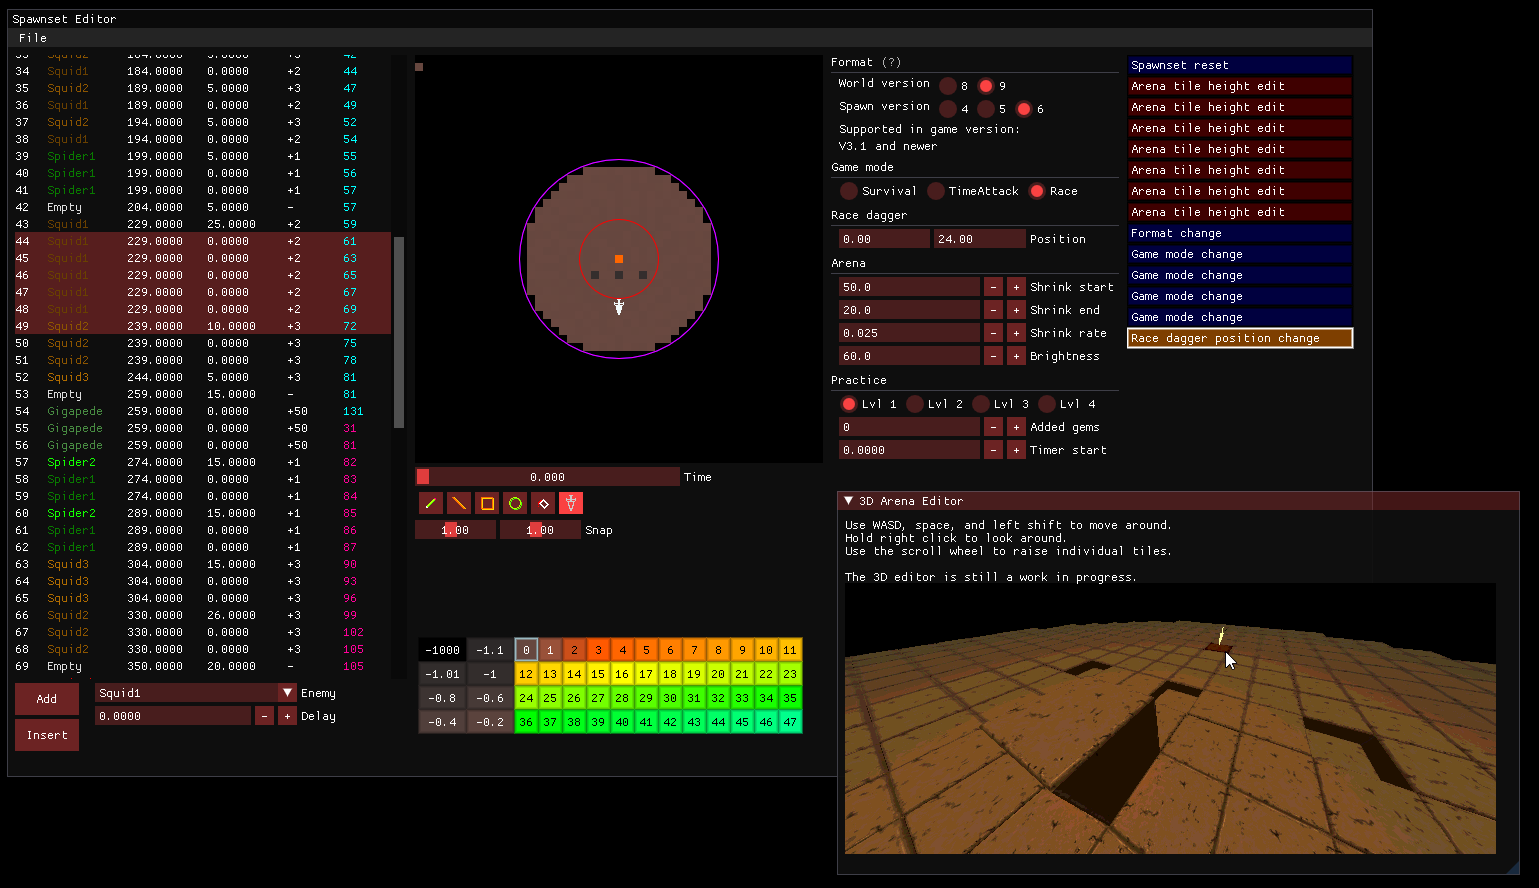 Spawnset Editor
File
34 Squid1 184.0000 0.0000 +2 44
35 Squid2 189.0000 5.0000 +3 47
36 Squid1 189.0000 0.0000 +2 49
37 Squid2 194.0000 5.0000 +3 52
38 Squid1 194.0000 0.0000 +2 54
39 Spider1 199.0000 5.0000 +1 55
40 Spider1 199.0000 0.0000 +1 56
41 Spider1 199.0000 0.0000 +1 57
42 Empty 204.0000 5.0000 - 57
43 Squid1 229.0000 25.0000 +2 59
44 Squid1 229.0000 0.0000 +2 61
45 Squid1 229.0000 0.0000 +2 63
46 Squid1 229.0000 0.0000 +2 65
47 Squid1 229.0000 0.0000 +2 67
48 Squid1 229.0000 0.0000 +2 69
49 Squid2 239.0000 10.0000 +3 72
50 Squid2 239.0000 0.0000 +3 75
51 Squid2 239.0000 0.0000 +3 78
52 Squid3 244.0000 5.0000 +3 81
53 Empty 259.0000 15.0000 - 81
54 Gigapede 259.0000 0.0000 +50 131
55 Gigapede 259.0000 0.0000 +50 31
56 Gigapede 259.0000 0.0000 +50 81
57 Spider2 274.0000 15.0000 +1 82
58 Spider1 274.0000 0.0000 +1 83
59 Spider1 274.0000 0.0000 +1 84
60 Spider2 289.0000 15.0000 +1 85
61 Spider1 289.0000 0.0000 +1 86
62 Spider1 289.0000 0.0000 +1 87
63 Squid3 304.0000 15.0000 +3 90
64 Squid3 304.0000 0.0000 +3 93
65 Squid3 304.0000 0.0000 +3 96
66 Squid2 330.0000 26.0000 +3 99
67 Squid2 330.0000 0.0000 +3 102
68 Squid2 330.0000 0.0000 +3 105
69 Empty 350.0000 20.0000 - 105
Add
Squid1 Enemy
0.0000 - + Delay
Insert
0.000 Time
1.00 1.00 Snap
-1000 -1.1 0 1 2 3 4 5 6 7 8 9 10 11
-1.01 -1 12 13 14 15 16 17 18 19 20 21 22 23
-0.8 -0.6 24 25 26 27 28 29 30 31 32 33 34 35
-0.4 -0.2 36 37 38 39 40 41 42 43 44 45 46 47
Format (?)
World version 8 9
Spawn version 4 5 6
Supported in game version:
V3.1 and newer
Game mode
Survival TimeAttack Race
Race dagger
0.00 24.00 Position
Arena
50.0 - + Shrink start
20.0 - + Shrink end
0.025 - + Shrink rate
60.0 - + Brightness
Practice
Lvl 1 Lvl 2 Lvl 3 Lvl 4
0 - + Added gems
0.0000 - + Timer start
Spawnset reset
Arena tile height edit
Arena tile height edit
Arena tile height edit
Arena tile height edit
Arena tile height edit
Arena tile height edit
Arena tile height edit
Format change
Game mode change
Game mode change
Game mode change
Game mode change
Race dagger position change
3D Arena Editor
Use WASD, space, and left shift to move around.
Hold right click to look around.
Use the scroll wheel to raise individual tiles.
The 3D editor is still a work in progress.